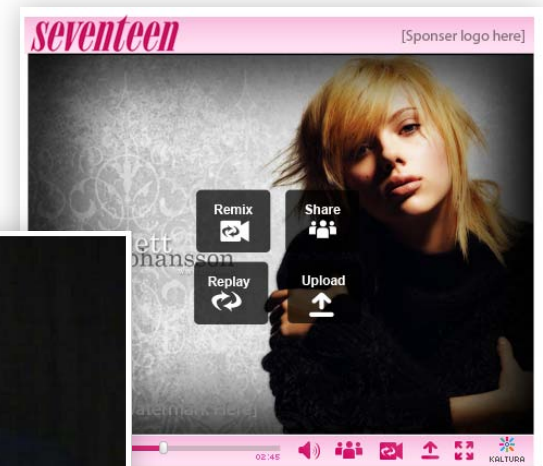 seventeen
[Sponser logo here]
Remix
Share
Replay
Upload
02:45
KALTURA